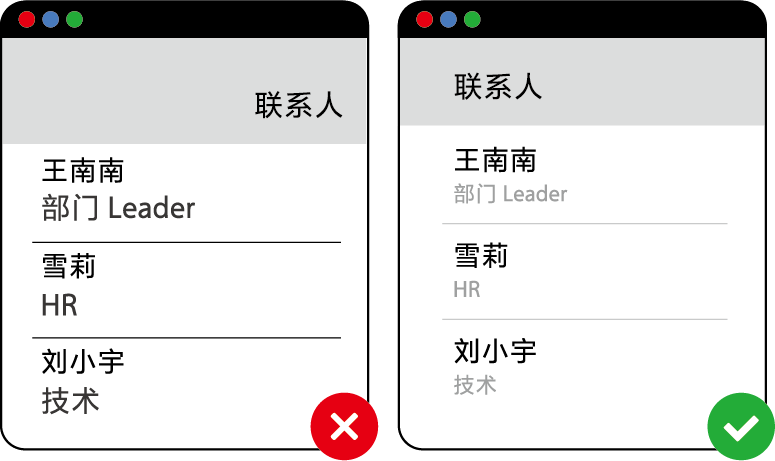 联系人
王南南
部门 Leader
雪莉
HR
刘小宇
技术
联系人
王南南
部门 Leader
雪莉
HR
刘小宇
技术